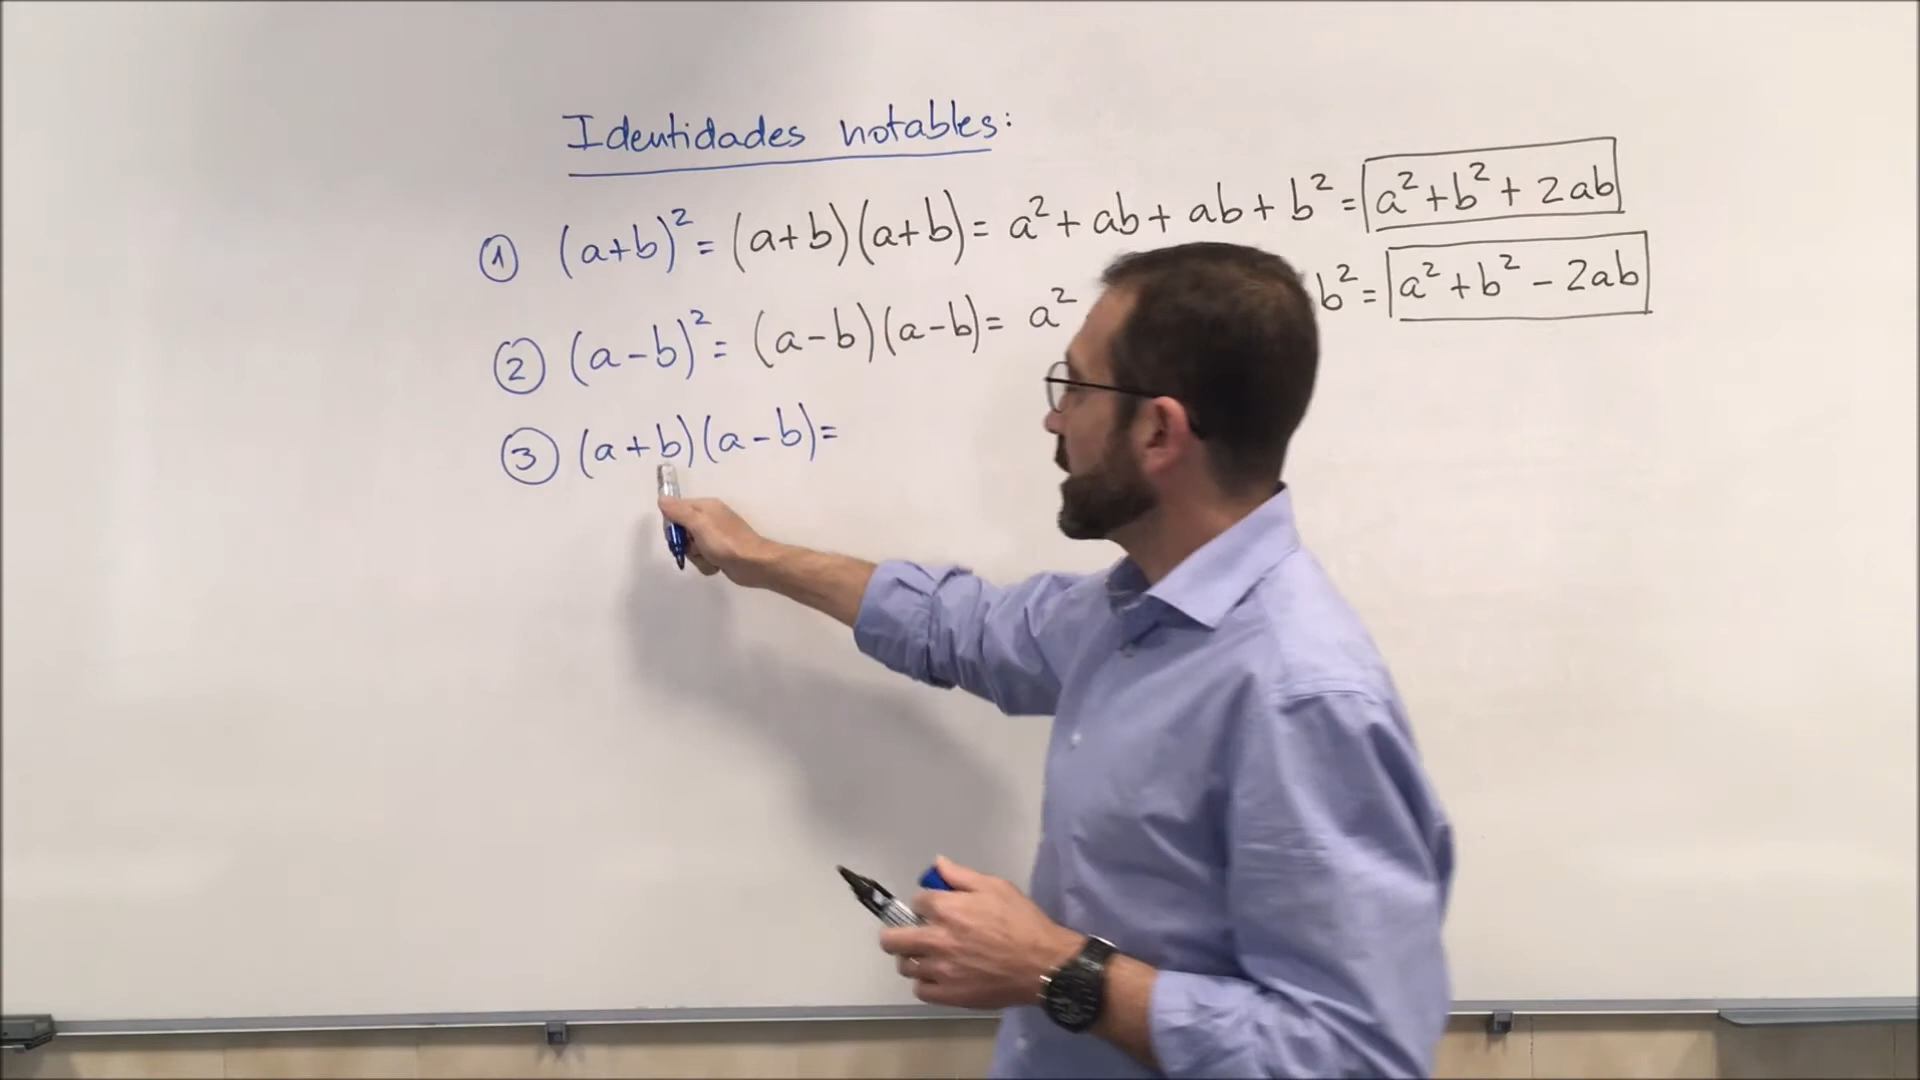 Identidades notables:
① (a+b)² = (a+b)(a+b) = a² + ab + ab + b² = a² + b² + 2ab
② (a-b)² = (a-b)(a-b) = a² b² = a² + b² - 2ab
③ (a+b)(a-b) =